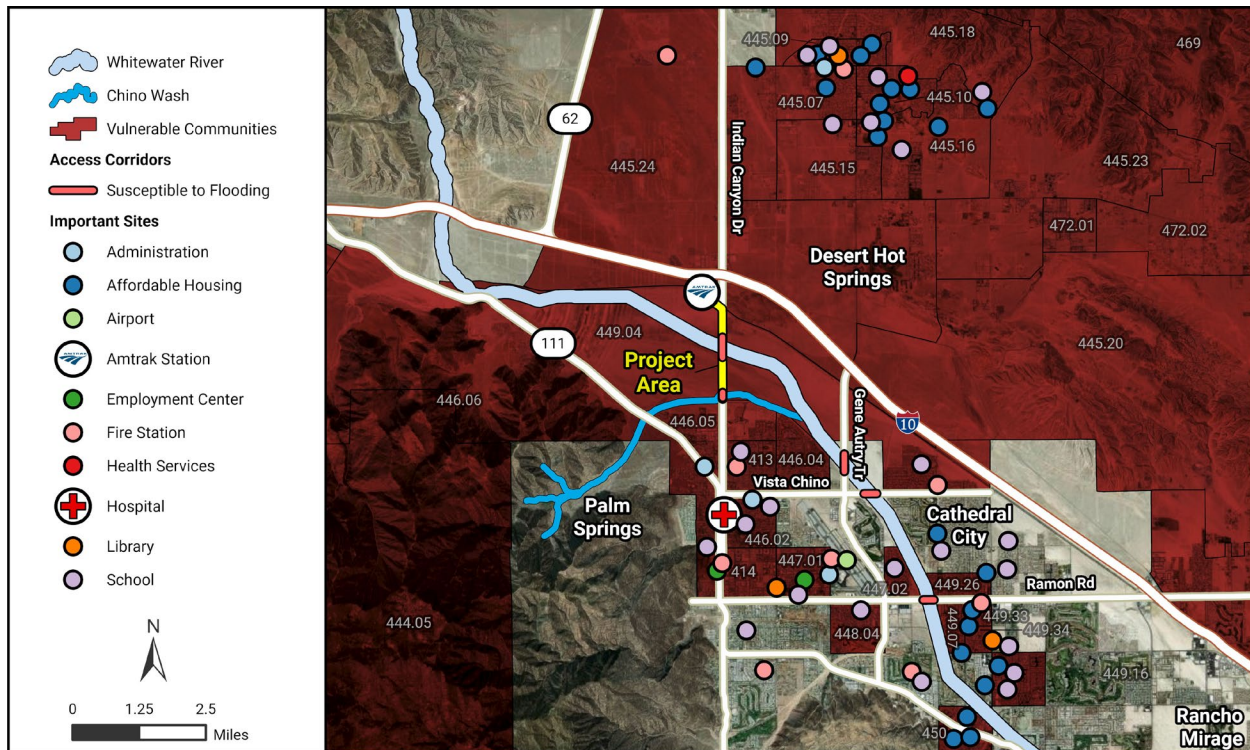 Whitewater River
Chino Wash
Vulnerable Communities
Access Corridors
Susceptible to Flooding
Important Sites
Administration
Affordable Housing
Airport
AMTRAK
Amtrak Station
Employment Center
Fire Station
Health Services
Hospital
Library
School
N
0 1.25 2.5
Miles
445.09
445.18
469
62
445.07
445.10
Indian Canyon Dr
445.24
445.15
445.16
445.23
472.01
472.02
Desert Hot
Springs
AMTRAK
449.04
111
445.20
Project
Area
446.06
446.05
Gene Autry Tr
10
413
446.04
Vista Chino
Palm
Springs
Cathedral
City
446.02
414
447.01
447.02
449.26
Ramon Rd
444.05
448.04
449.07
449.33
449.34
449.16
450
Rancho
Mirage